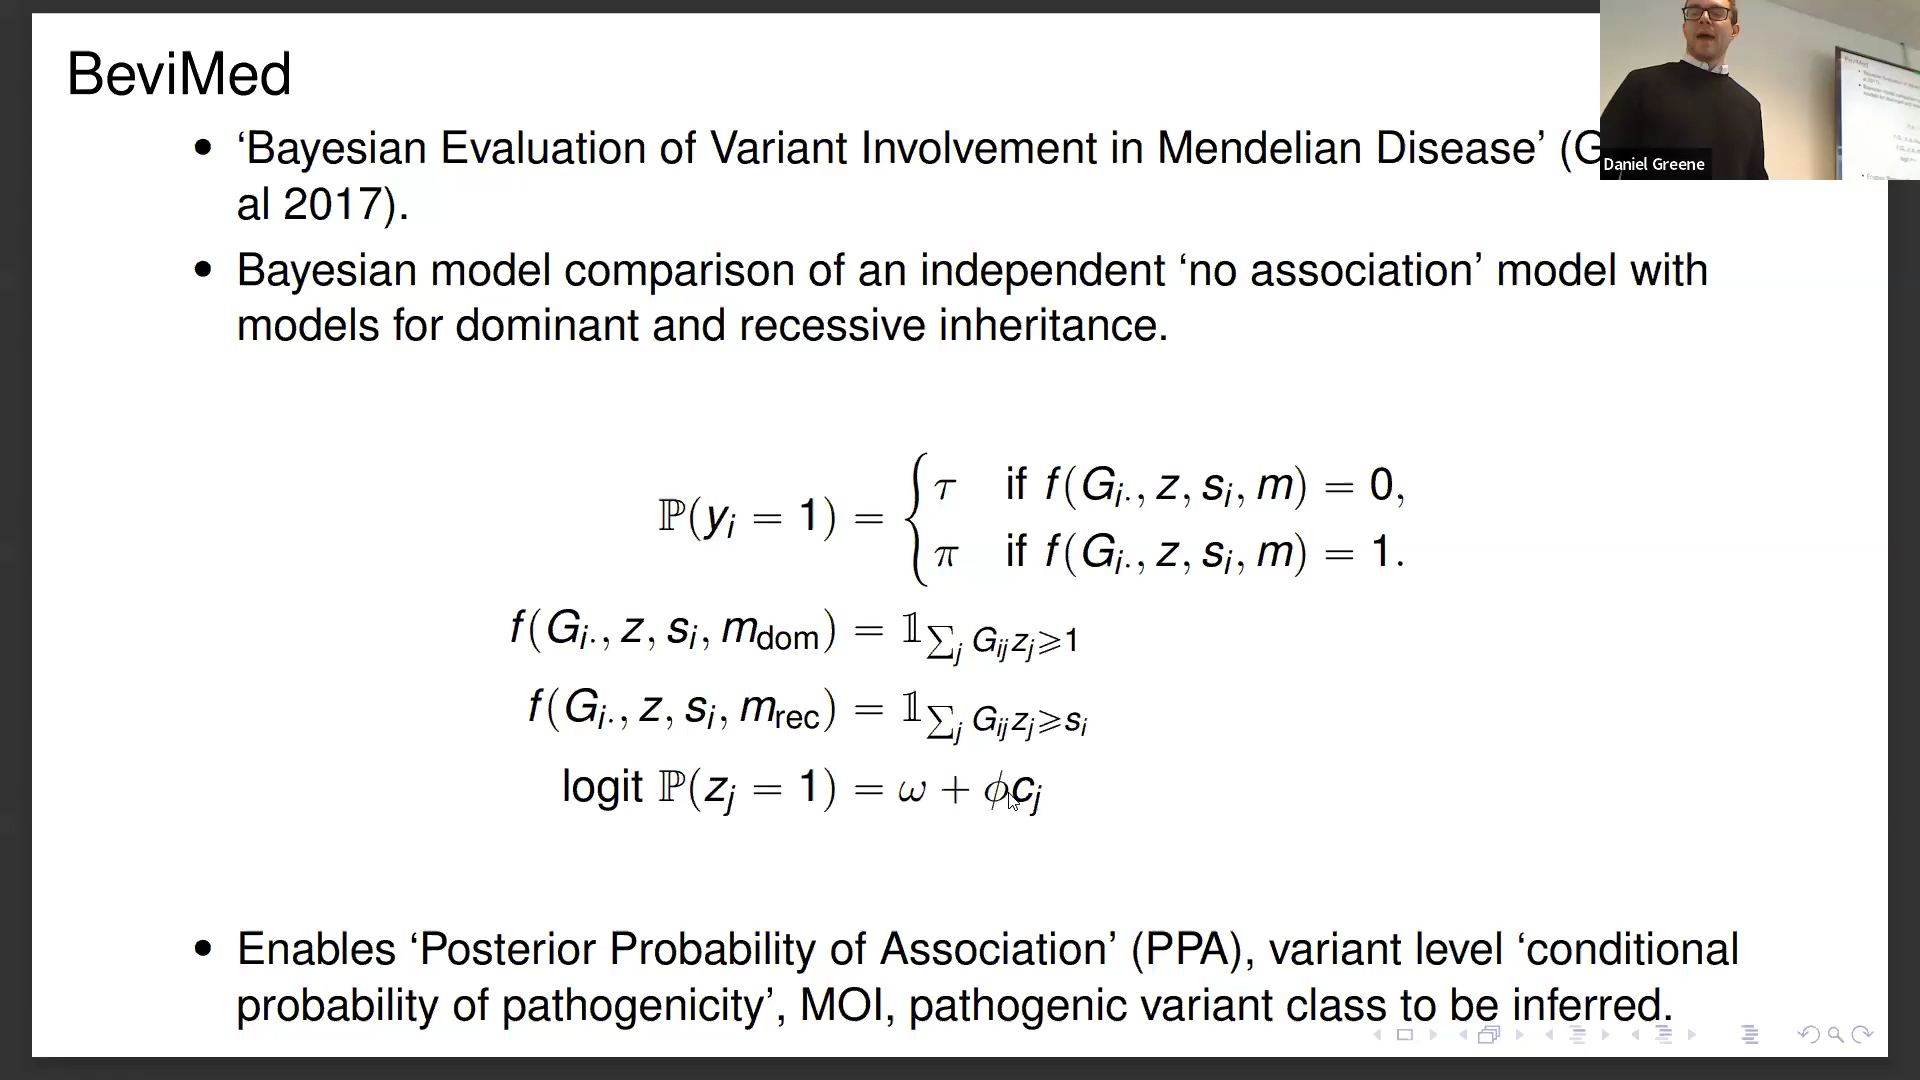 BeviMed
• ‘Bayesian Evaluation of Variant Involvement in Mendelian Disease’ (G
al 2017).
• Bayesian model comparison of an independent ‘no association’ model with
models for dominant and recessive inheritance.
ℙ(yᵢ = 1) = { τ if f(Gᵢ., z, sᵢ, m) = 0,
π if f(Gᵢ., z, sᵢ, m) = 1.
f(Gᵢ., z, sᵢ, m_dom) = 𝟙_{∑ⱼ Gᵢⱼzⱼ⩾1}
f(Gᵢ., z, sᵢ, m_rec) = 𝟙_{∑ⱼ Gᵢⱼzⱼ⩾sᵢ}
logit ℙ(zⱼ = 1) = ω + ϕcⱼ
• Enables ‘Posterior Probability of Association’ (PPA), variant level ‘conditional
probability of pathogenicity’, MOI, pathogenic variant class to be inferred.
Daniel Greene